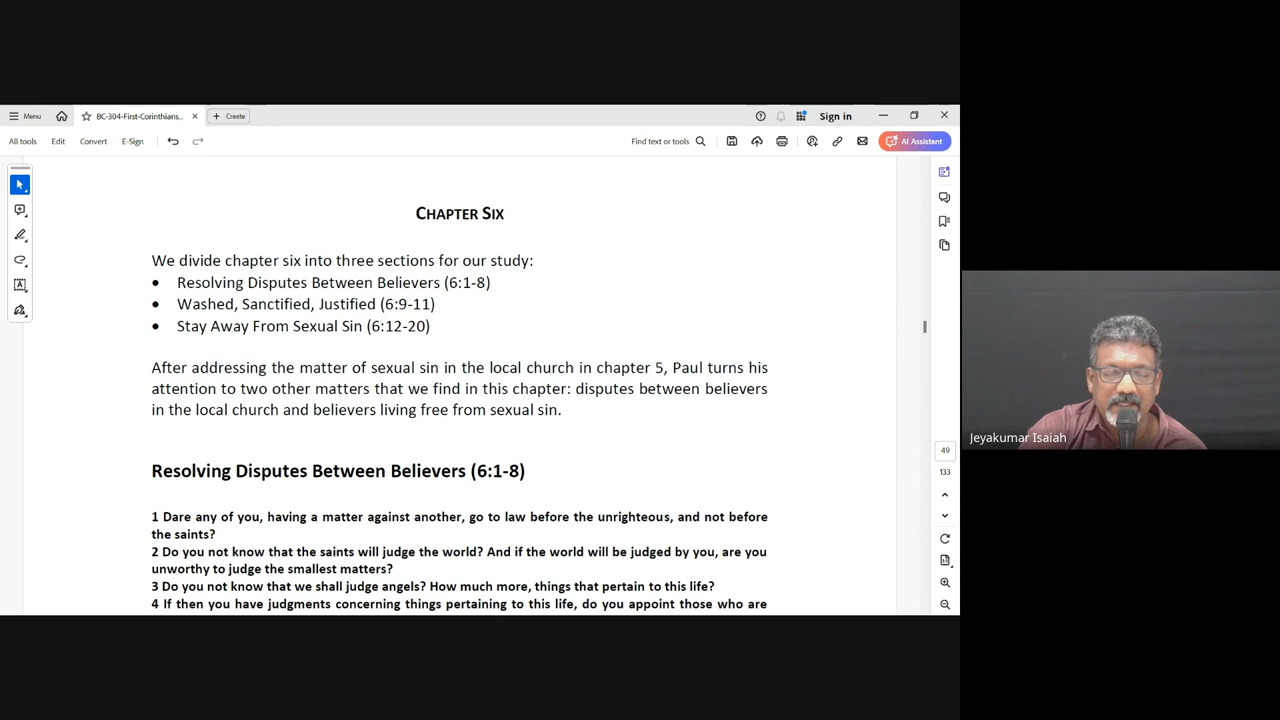 Menu
BC-304-First-Corinthians...
Create
Sign in
All tools
Edit
Convert
E-Sign
Find text or tools
AI Assistant
CHAPTER SIX
We divide chapter six into three sections for our study:
• Resolving Disputes Between Believers (6:1-8)
• Washed, Sanctified, Justified (6:9-11)
• Stay Away From Sexual Sin (6:12-20)
After addressing the matter of sexual sin in the local church in chapter 5, Paul turns his
attention to two other matters that we find in this chapter: disputes between believers
in the local church and believers living free from sexual sin.
Resolving Disputes Between Believers (6:1-8)
1 Dare any of you, having a matter against another, go to law before the unrighteous, and not before
the saints?
2 Do you not know that the saints will judge the world? And if the world will be judged by you, are you
unworthy to judge the smallest matters?
3 Do you not know that we shall judge angels? How much more, things that pertain to this life?
4 If then you have judgments concerning things pertaining to this life, do you appoint those who are
49
133
Jeyakumar Isaiah